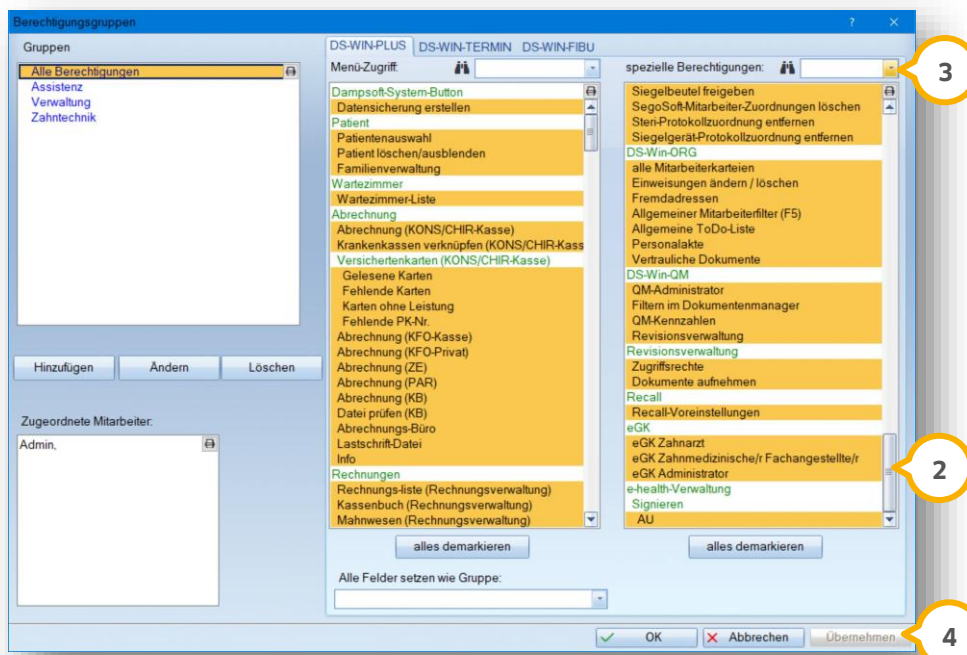 Berechtigungsgruppen
Gruppen
Alle Berechtigungen
Assistenz
Verwaltung
Zahntechnik
Hinzufügen Ändern Löschen
Zugeordnete Mitarbeiter:
Admin,
DS-WIN-PLUS DS-WIN-TERMIN DS-WIN-FIBU
Menü-Zugriff:
Dampsoft-System-Button
Datensicherung erstellen
Patient
Patientenauswahl
Patient löschen/ausblenden
Familienverwaltung
Wartezimmer
Wartezimmer-Liste
Abrechnung
Abrechnung (KONS/CHIR-Kasse)
Krankenkassen verknüpfen (KONS/CHIR-Kass
Versichertenkarten (KONS/CHIR-Kasse)
Gelesene Karten
Fehlende Karten
Karten ohne Leistung
Fehlende PK-Nr.
Abrechnung (KFO-Kasse)
Abrechnung (KFO-Privat)
Abrechnung (ZE)
Abrechnung (PAR)
Abrechnung (KB)
Datei prüfen (KB)
Abrechnungs-Büro
Lastschrift-Datei
Info
Rechnungen
Rechnungs-liste (Rechnungsverwaltung)
Kassenbuch (Rechnungsverwaltung)
Mahnwesen (Rechnungsverwaltung)
alles demarkieren
Alle Felder setzen wie Gruppe:
spezielle Berechtigungen:
3
Siegelbeutel freigeben
SegoSoft-Mitarbeiter-Zuordnungen löschen
Steri-Protokollzuordnung entfernen
Siegelgerät-Protokollzuordnung entfernen
DS-Win-ORG
alle Mitarbeiterkarteien
Einweisungen ändern / löschen
Fremdadressen
Allgemeiner Mitarbeiterfilter (F5)
Allgemeine ToDo-Liste
Personalakte
Vertrauliche Dokumente
DS-Win-QM
QM-Administrator
Filtern im Dokumentenmanager
QM-Kennzahlen
Revisionsverwaltung
Revisionsverwaltung
Zugriffsrechte
Dokumente aufnehmen
Recall
Recall-Voreinstellungen
eGK
eGK Zahnarzt
eGK Zahnmedizinische/r Fachangestellte/r
eGK Administrator
2
e-health-Verwaltung
Signieren
AU
alles demarkieren
OK Abbrechen Übernehmen
4